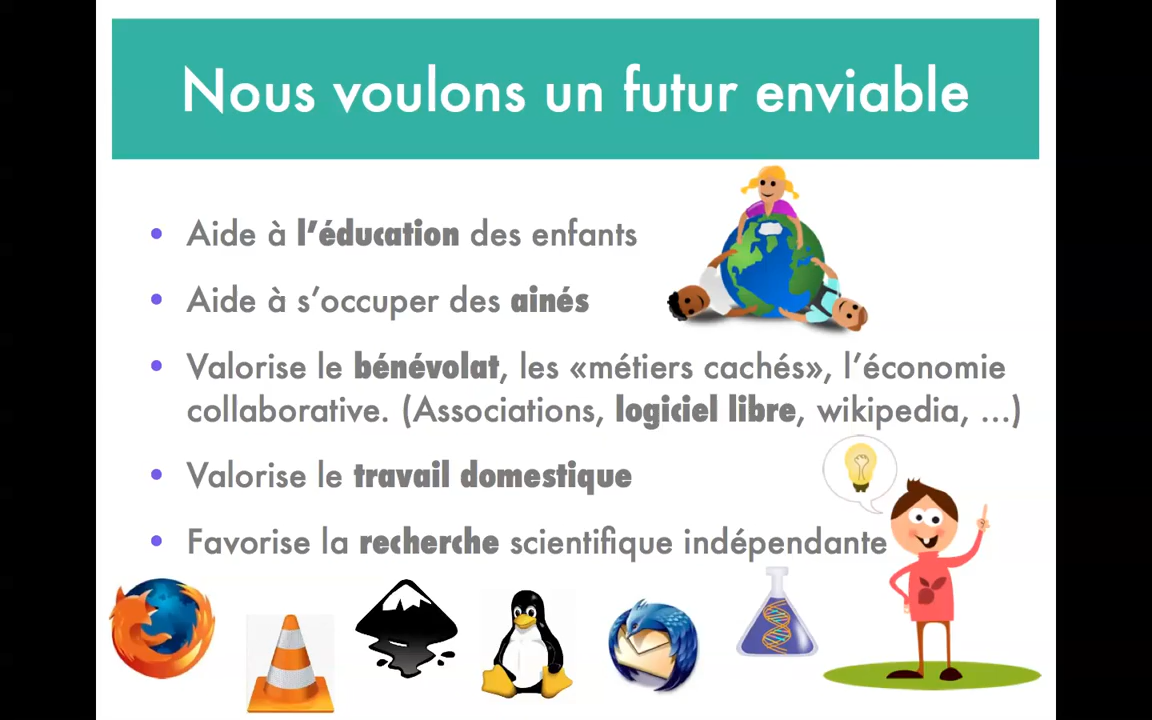 Nous voulons un futur enviable
• Aide à l’éducation des enfants
• Aide à s’occuper des ainés
• Valorise le bénévolat, les «métiers cachés», l’économie
collaborative. (Associations, logiciel libre, wikipedia, ...)
• Valorise le travail domestique
• Favorise la recherche scientifique indépendante